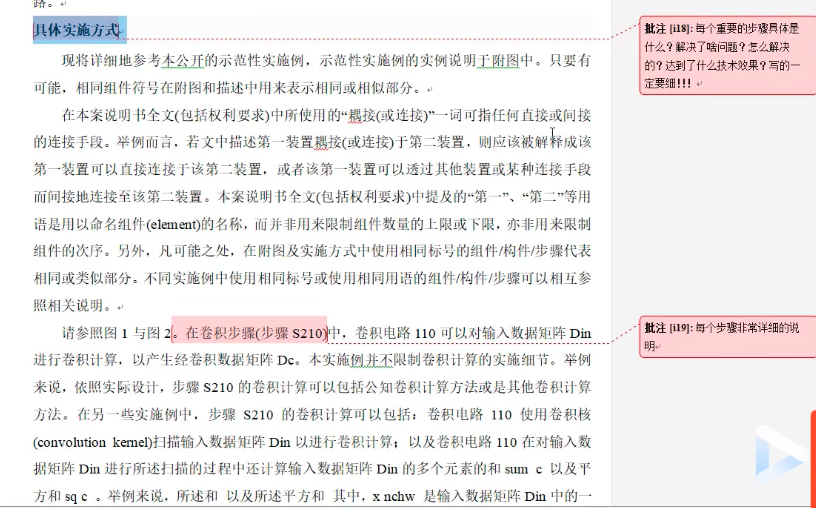 路。
具体实施方式
现将详细地参考本公开的示范性实施例，示范性实施例的实例说明于附图中。只要有
可能，相同组件符号在附图和描述中用来表示相同或相似部分。
在本案说明书全文(包括权利要求)中所使用的“耦接(或连接)”一词可指任何直接或间接
的连接手段。举例而言，若文中描述第一装置耦接(或连接)于第二装置，则应该被解释成该
第一装置可以直接连接于该第二装置，或者该第一装置可以透过其他装置或某种连接手段
而间接地连接至该第二装置。本案说明书全文(包括权利要求)中提及的“第一”、“第二”等用
语是用以命名组件(element)的名称，而并非用来限制组件数量的上限或下限，亦非用来限制
组件的次序。另外，凡可能之处，在附图及实施方式中使用相同标号的组件/构件/步骤代表
相同或类似部分。不同实施例中使用相同标号或使用相同用语的组件/构件/步骤可以相互参
照相关说明。
请参照图 1 与图 2。在卷积步骤(步骤 S210)中，卷积电路 110 可以对输入数据矩阵 Din
进行卷积计算，以产生经卷积数据矩阵 Dc。本实施例并不限制卷积计算的实施细节。举例
来说，依照实际设计，步骤 S210 的卷积计算可以包括公知卷积计算方法或是其他卷积计算
方法。在另一些实施例中，步骤 S210 的卷积计算可以包括：卷积电路 110 使用卷积核
(convolution kernel)扫描输入数据矩阵 Din 以进行卷积计算；以及卷积电路 110 在对输入数
据矩阵 Din 进行所述扫描的过程中还计算输入数据矩阵 Din 的多个元素的和 sum_c 以及平
方和 sq_c 。举例来说，所述和 以及所述平方和 其中，x_nchw 是输入数据矩阵 Din 中的一
批注 [i18]: 每个重要的步骤具体是
什么？解决了啥问题？怎么解决
的？达到了什么技术效果？写的一
定要细!!!
批注 [i19]: 每个步骤非常详细的说
明